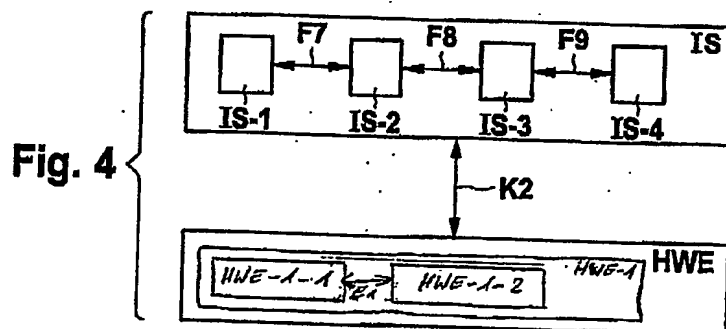 F7 F8 F9 IS
IS-1 IS-2 IS-3 IS-4
Fig. 4
K2
HWE
HWE-1
HWE-1-1 HWE-1-2
E1